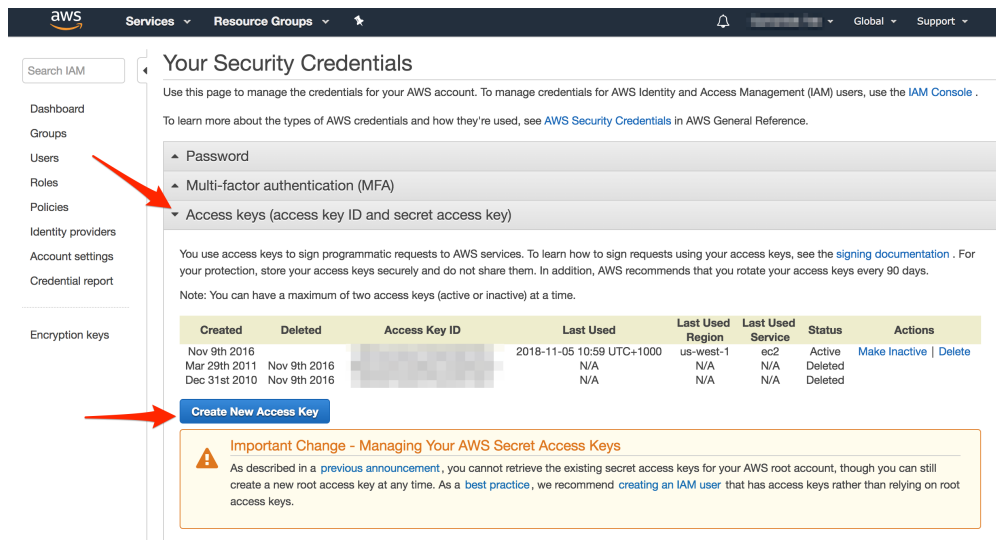 aws Services Resource Groups Global Support
Search IAM
Dashboard
Groups
Users
Roles
Policies
Identity providers
Account settings
Credential report
Encryption keys
Your Security Credentials
Use this page to manage the credentials for your AWS account. To manage credentials for AWS Identity and Access Management (IAM) users, use the IAM Console .
To learn more about the types of AWS credentials and how they're used, see AWS Security Credentials in AWS General Reference.
Password
Multi-factor authentication (MFA)
Access keys (access key ID and secret access key)
You use access keys to sign programmatic requests to AWS services. To learn how to sign requests using your access keys, see the signing documentation . For
your protection, store your access keys securely and do not share them. In addition, AWS recommends that you rotate your access keys every 90 days.
Note: You can have a maximum of two access keys (active or inactive) at a time.
Created Deleted Access Key ID Last Used Last Used Region Last Used Service Status Actions
Nov 9th 2016 2018-11-05 10:59 UTC+1000 us-west-1 ec2 Active Make Inactive | Delete
Mar 29th 2011 Nov 9th 2016 N/A N/A N/A Deleted
Dec 31st 2010 Nov 9th 2016 N/A N/A N/A Deleted
Create New Access Key
Important Change - Managing Your AWS Secret Access Keys
As described in a previous announcement, you cannot retrieve the existing secret access keys for your AWS root account, though you can still
create a new root access key at any time. As a best practice, we recommend creating an IAM user that has access keys rather than relying on root
access keys.